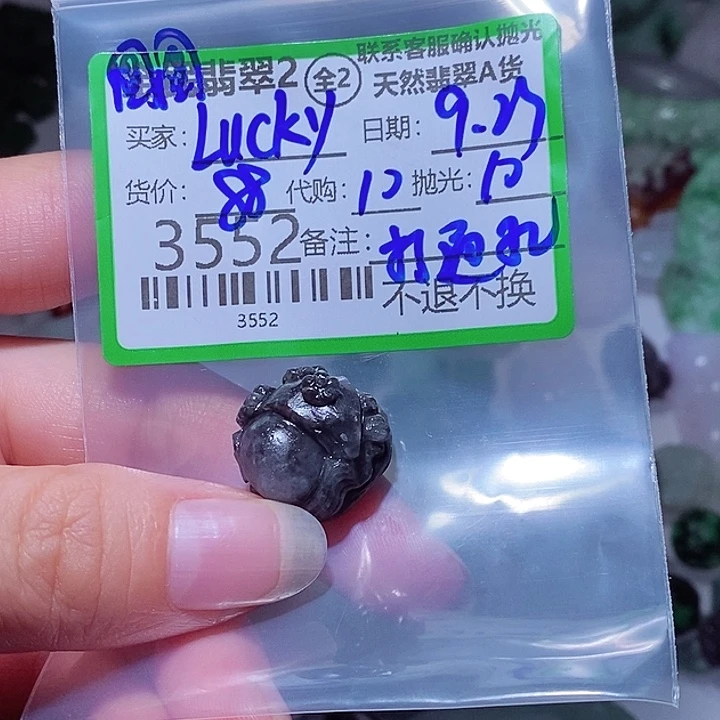 翡翠2 全2 联系客服确认抛光
天然翡翠A货
买家: Lucky 日期: 9.23
货价: 88 代购: 12 抛光:
3552 备注: 打
不退不换
3552